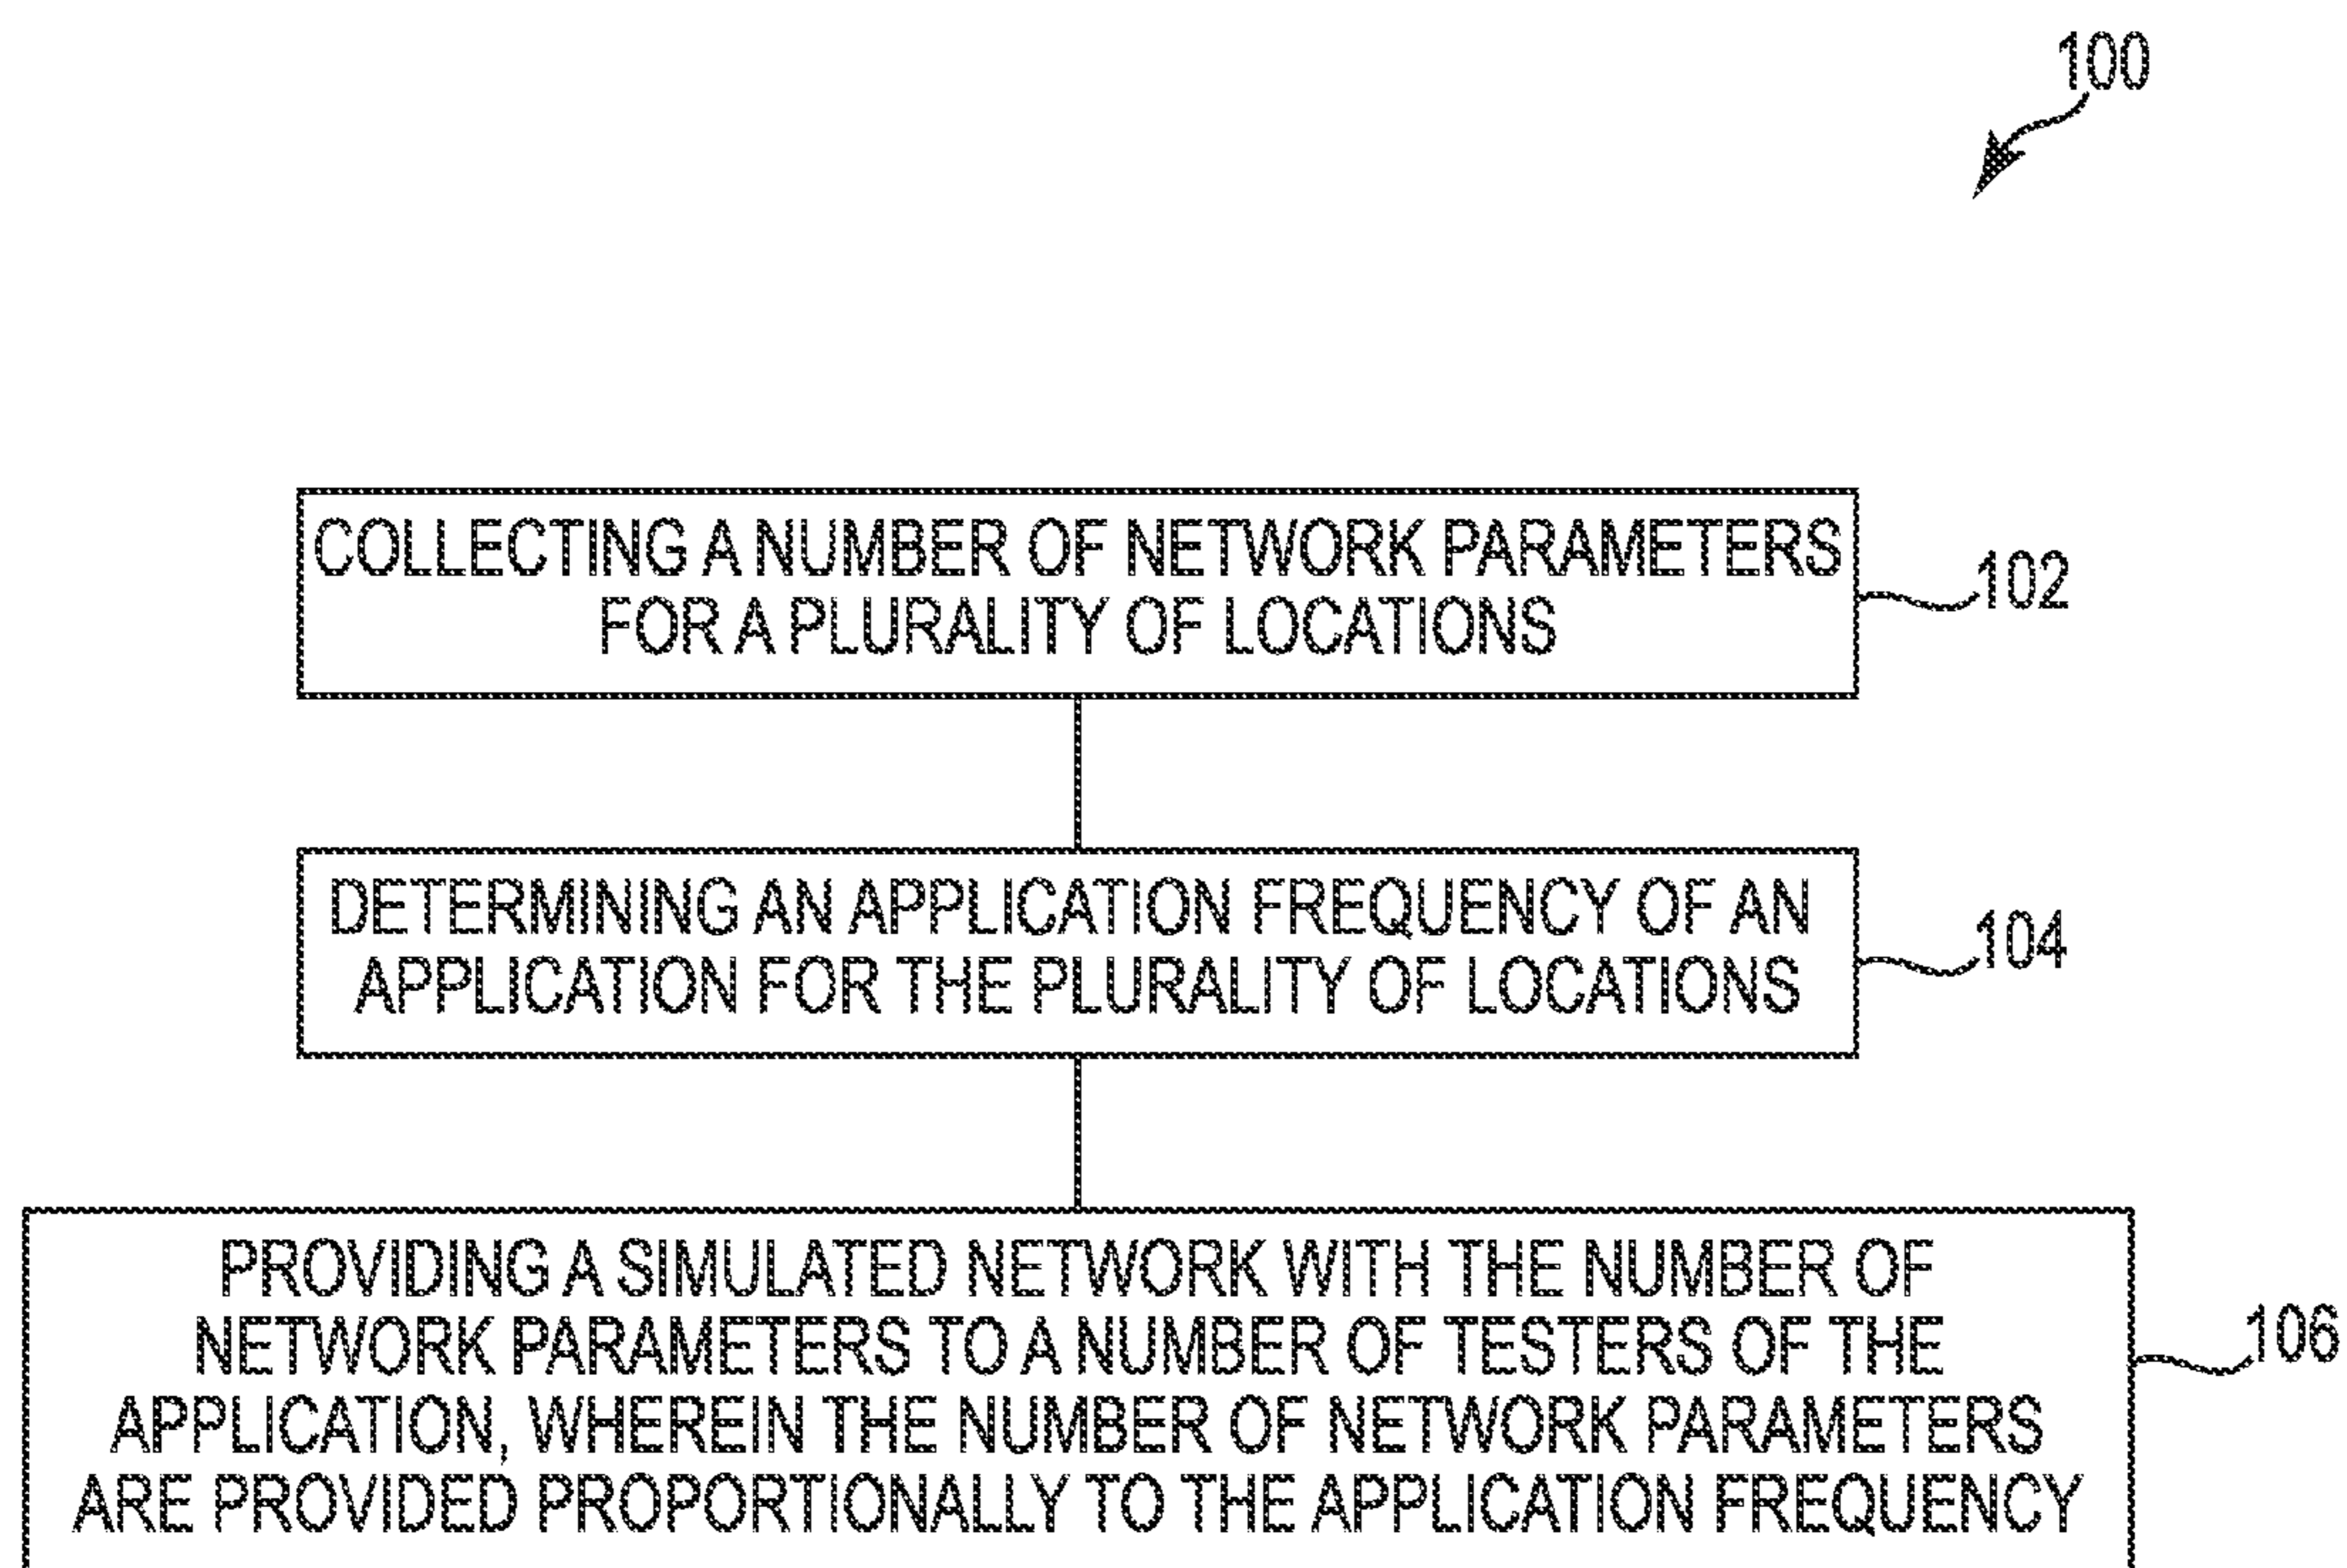 100
COLLECTING A NUMBER OF NETWORK PARAMETERS
FOR A PLURALITY OF LOCATIONS
102
DETERMINING AN APPLICATION FREQUENCY OF AN
APPLICATION FOR THE PLURALITY OF LOCATIONS
104
PROVIDING A SIMULATED NETWORK WITH THE NUMBER OF
NETWORK PARAMETERS TO A NUMBER OF TESTERS OF THE
APPLICATION, WHEREIN THE NUMBER OF NETWORK PARAMETERS
ARE PROVIDED PROPORTIONALLY TO THE APPLICATION FREQUENCY
106